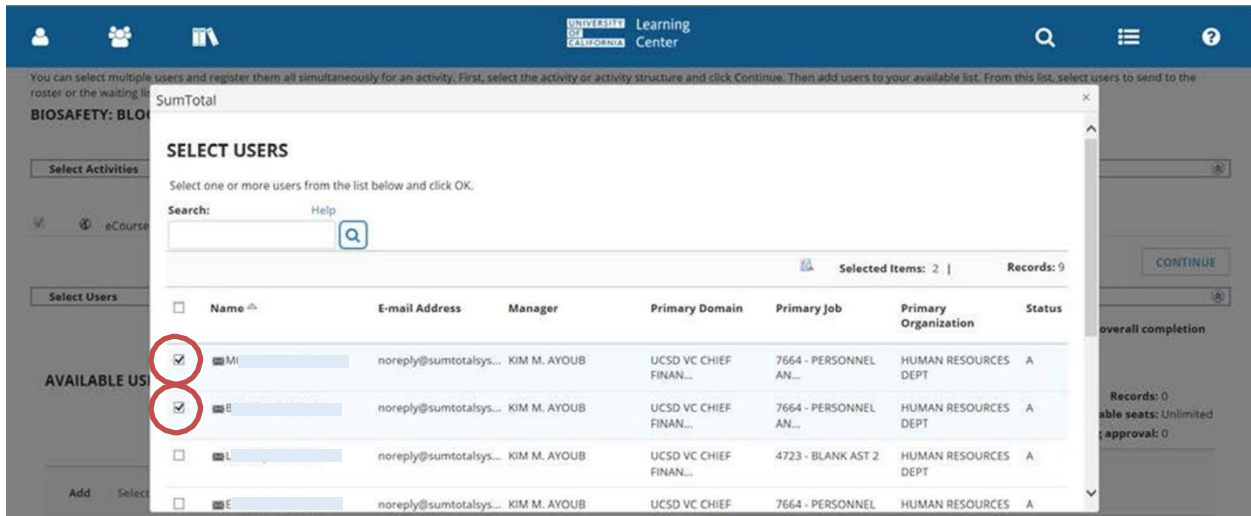 UNIVERSITY OF CALIFORNIA Learning Center
You can select multiple users and register them all simultaneously for an activity. First, select the activity or activity structure and click Continue. Then add users to your available list. From this list, select users to send to the
roster or the waiting lis
BIOSAFETY: BLOO
SumTotal
SELECT USERS
Select Activities
Select one or more users from the list below and click OK.
Search: Help
eCourse
Selected Items: 2 | Records: 9
CONTINUE
Select Users
Name E-mail Address Manager Primary Domain Primary Job Primary Organization Status
overall completion
M noreply@sumtotalsys... KIM M. AYOUB UCSD VC CHIEF FINAN... 7664 - PERSONNEL AN... HUMAN RESOURCES DEPT A
AVAILABLE USE
Records: 0
B noreply@sumtotalsys... KIM M. AYOUB UCSD VC CHIEF FINAN... 7664 - PERSONNEL AN... HUMAN RESOURCES DEPT A
able seats: Unlimited
approval: 0
L noreply@sumtotalsys... KIM M. AYOUB UCSD VC CHIEF FINAN... 4723 - BLANK AST 2 HUMAN RESOURCES DEPT A
Add Select
E noreply@sumtotalsys... KIM M. AYOUB UCSD VC CHIEF 7664 - PERSONNEL HUMAN RESOURCES A